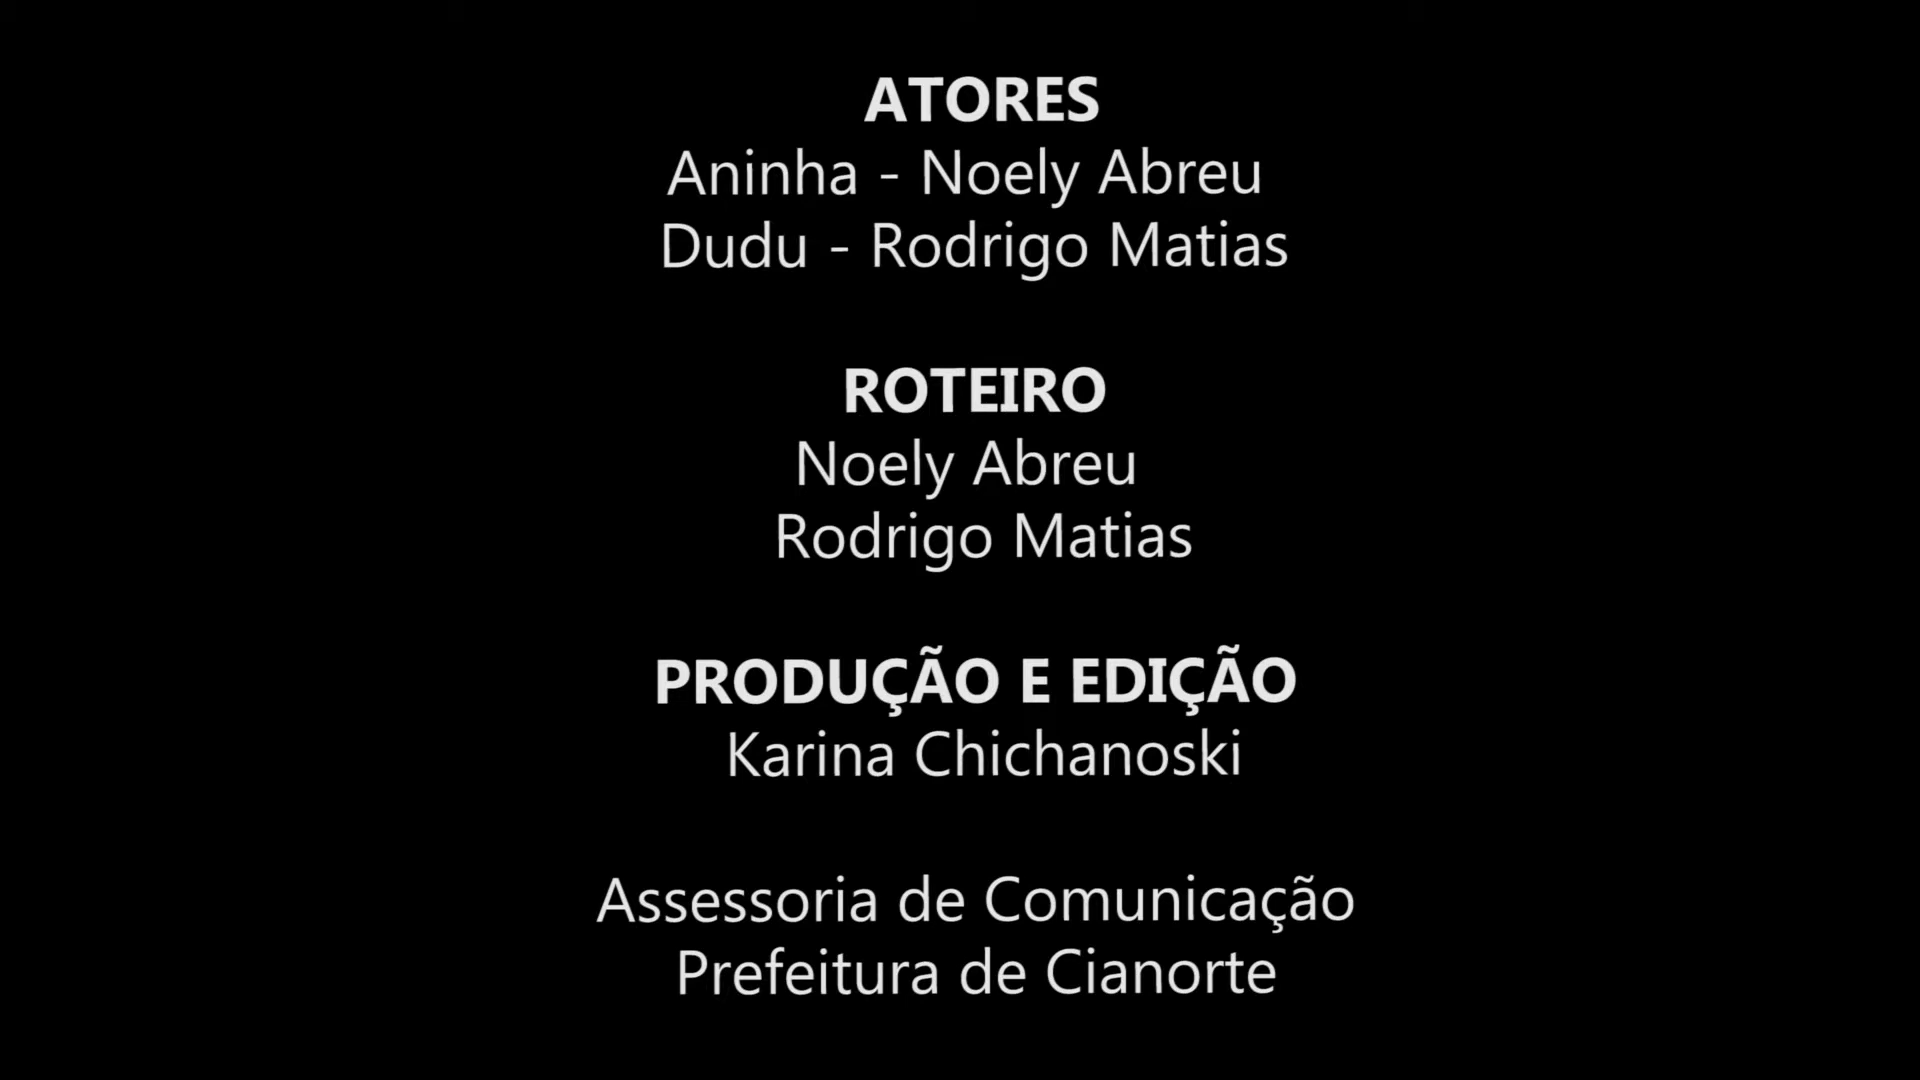 ATORES
Aninha - Noely Abreu
Dudu - Rodrigo Matias
ROTEIRO
Noely Abreu
Rodrigo Matias
PRODUÇÃO E EDIÇÃO
Karina Chichanoski
Assessoria de Comunicação
Prefeitura de Cianorte